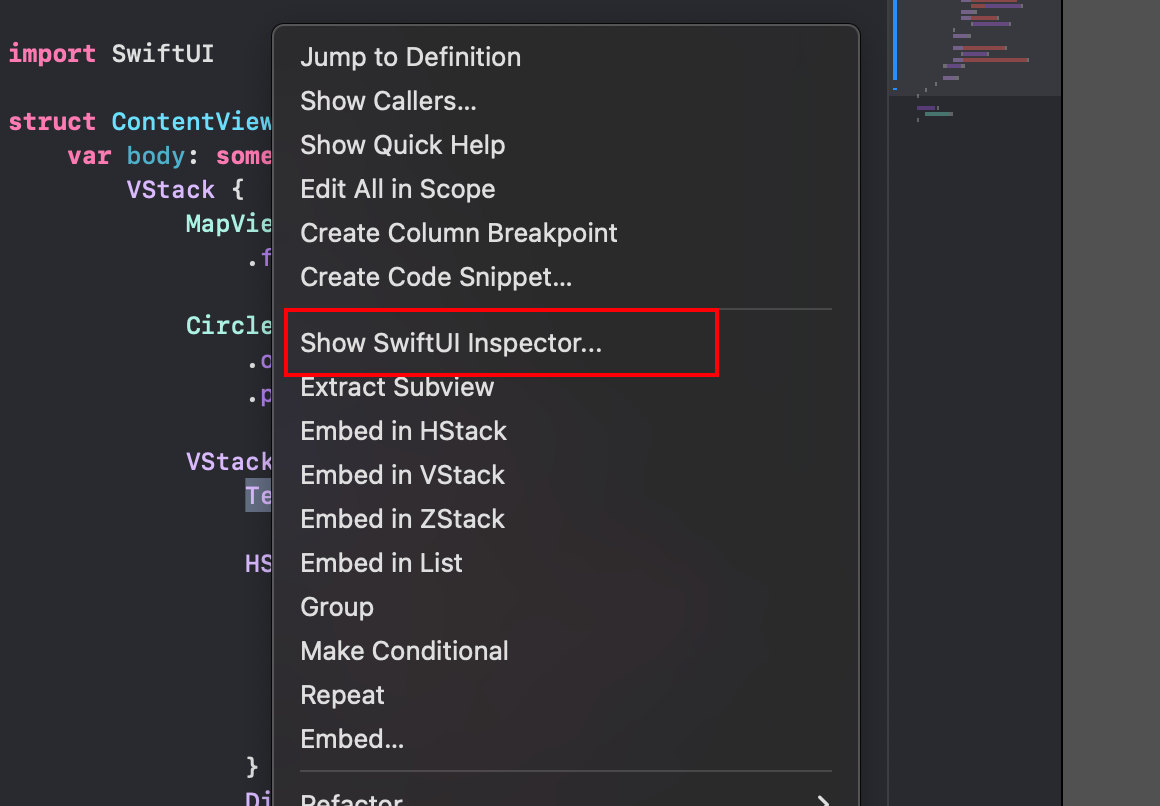 import SwiftUI
struct ContentView
var body: some
VStack {
MapVie
.f
Circle
.o
.p
VStack
Te
HS
}
Di
Jump to Definition
Show Callers...
Show Quick Help
Edit All in Scope
Create Column Breakpoint
Create Code Snippet...
Show SwiftUI Inspector...
Extract Subview
Embed in HStack
Embed in VStack
Embed in ZStack
Embed in List
Group
Make Conditional
Repeat
Embed...
Refactor